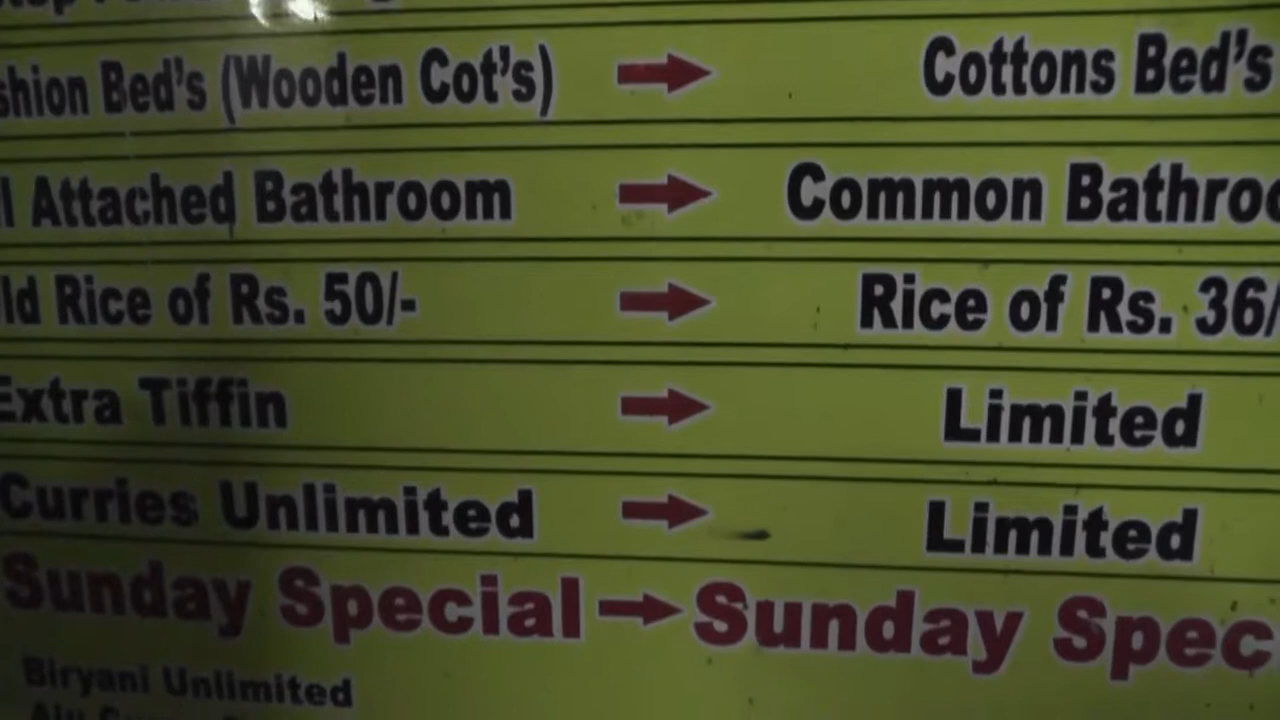 shion Bed's (Wooden Cot's) Cottons Bed's
l Attached Bathroom Common Bathroo
ld Rice of Rs. 50/- Rice of Rs. 36/
Extra Tiffin Limited
Curries Unlimited Limited
Sunday Special Sunday Spec
Biryani Unlimited